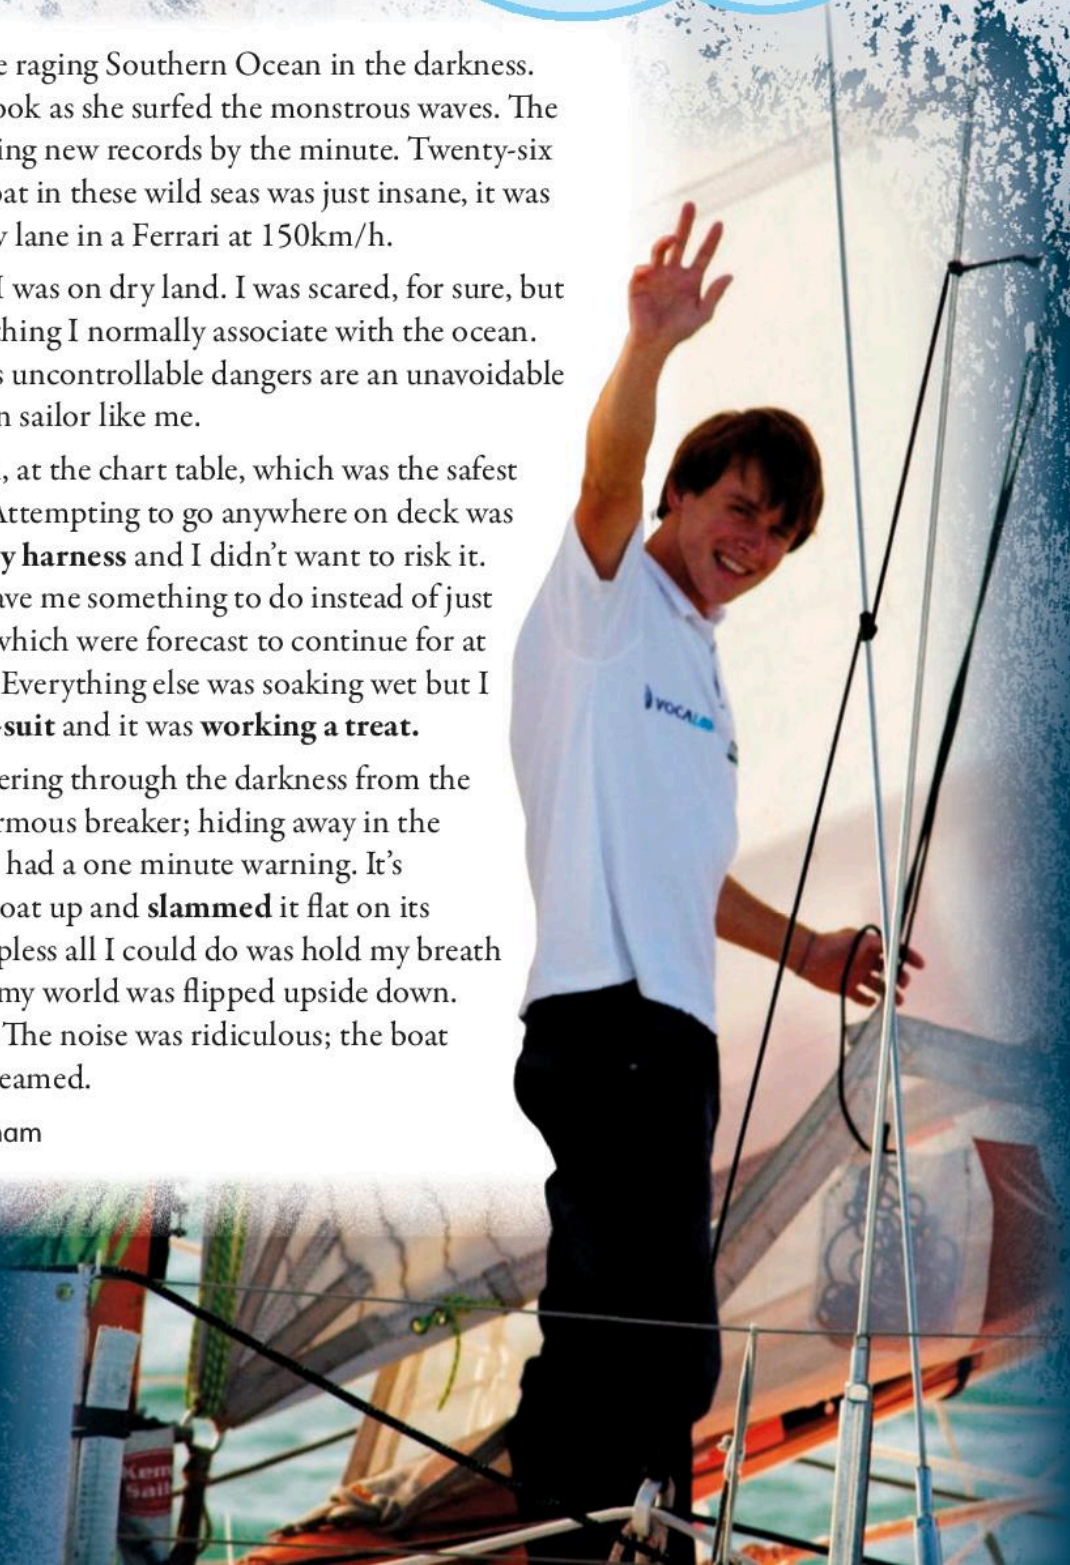 e raging Southern Ocean in the darkness.
ook as she surfed the monstrous waves. The
ing new records by the minute. Twenty-six
oat in these wild seas was just insane, it was
y lane in a Ferrari at 150km/h.
I was on dry land. I was scared, for sure, but
thing I normally associate with the ocean.
s uncontrollable dangers are an unavoidable
n sailor like me.
, at the chart table, which was the safest
Attempting to go anywhere on deck was
y harness and I didn't want to risk it.
ave me something to do instead of just
which were forecast to continue for at
Everything else was soaking wet but I
-suit and it was working a treat.
ering through the darkness from the
rmous breaker; hiding away in the
had a one minute warning. It's
oat up and slammed it flat on its
pless all I could do was hold my breath
my world was flipped upside down.
The noise was ridiculous; the boat
eamed.
ham
VOCAL
Kem
Sail